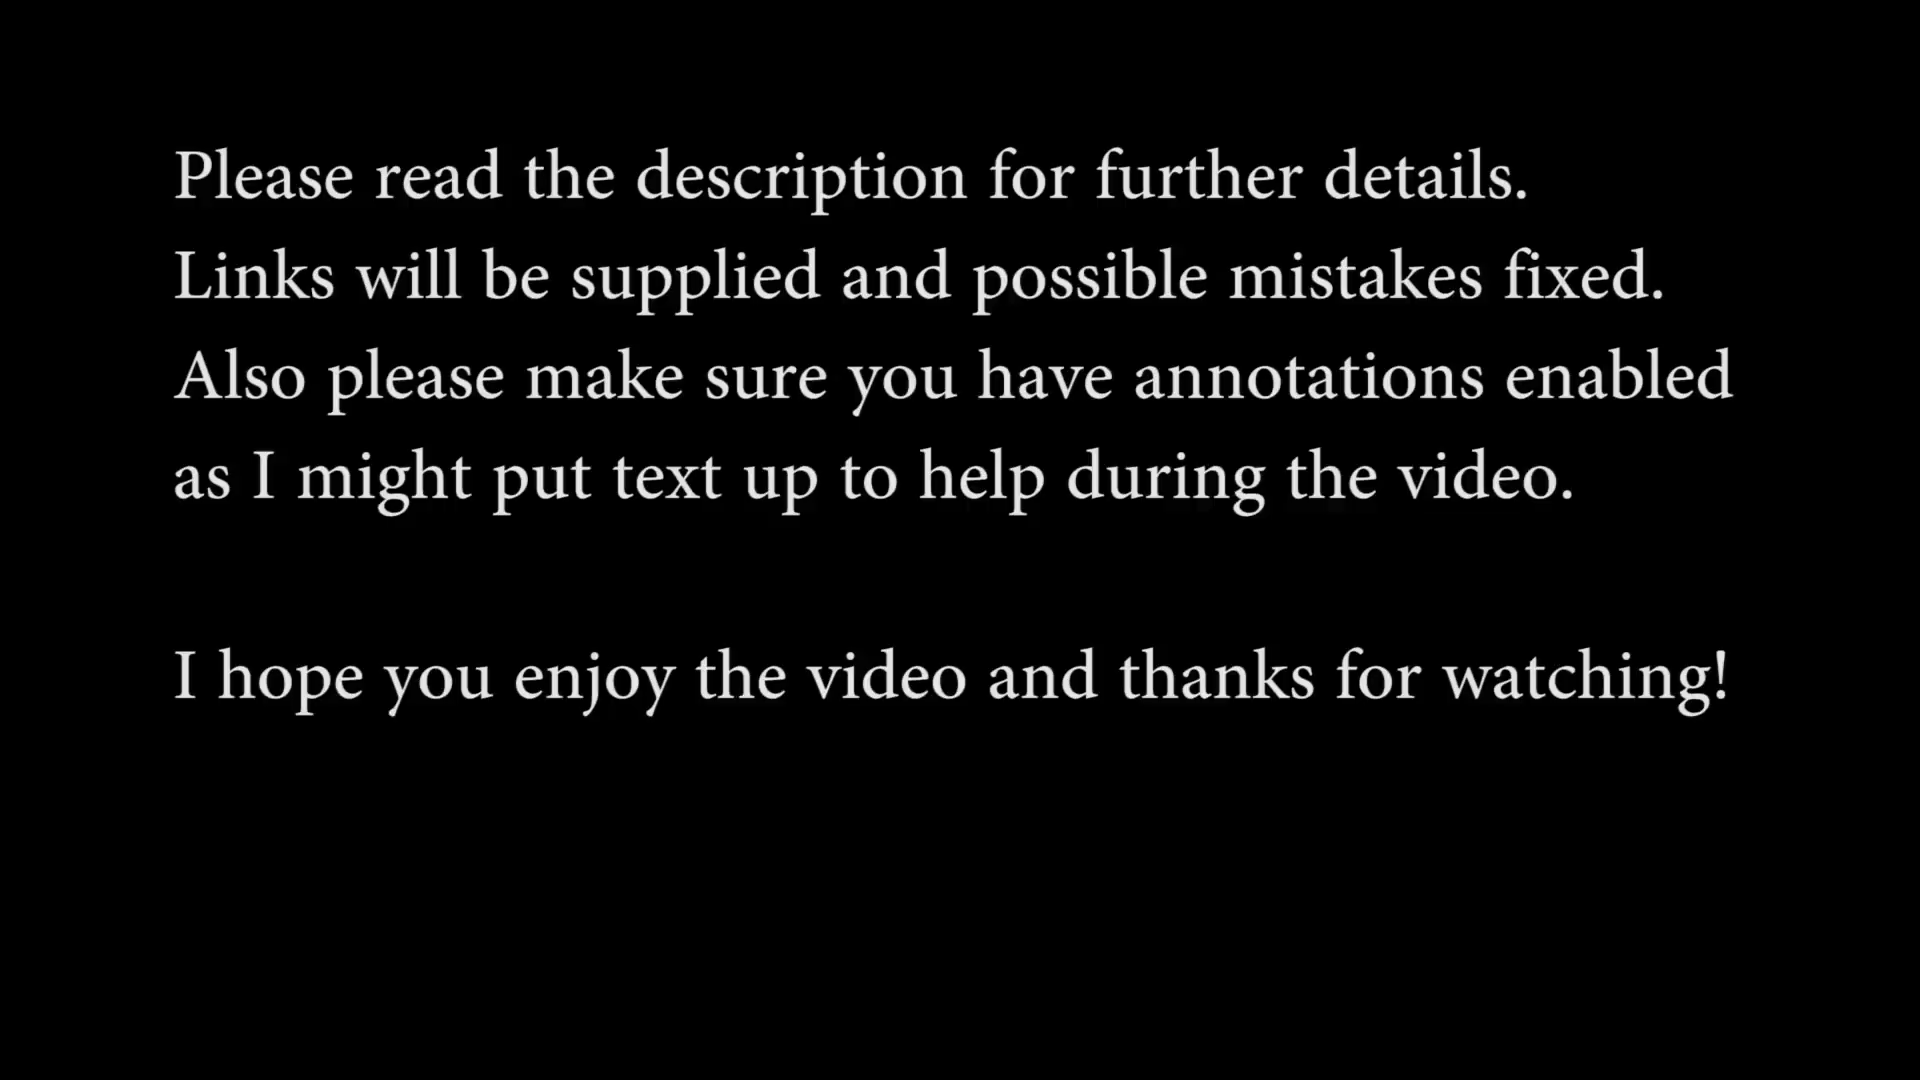 Please read the description for further details.
Links will be supplied and possible mistakes fixed.
Also please make sure you have annotations enabled
as I might put text up to help during the video.
I hope you enjoy the video and thanks for watching!